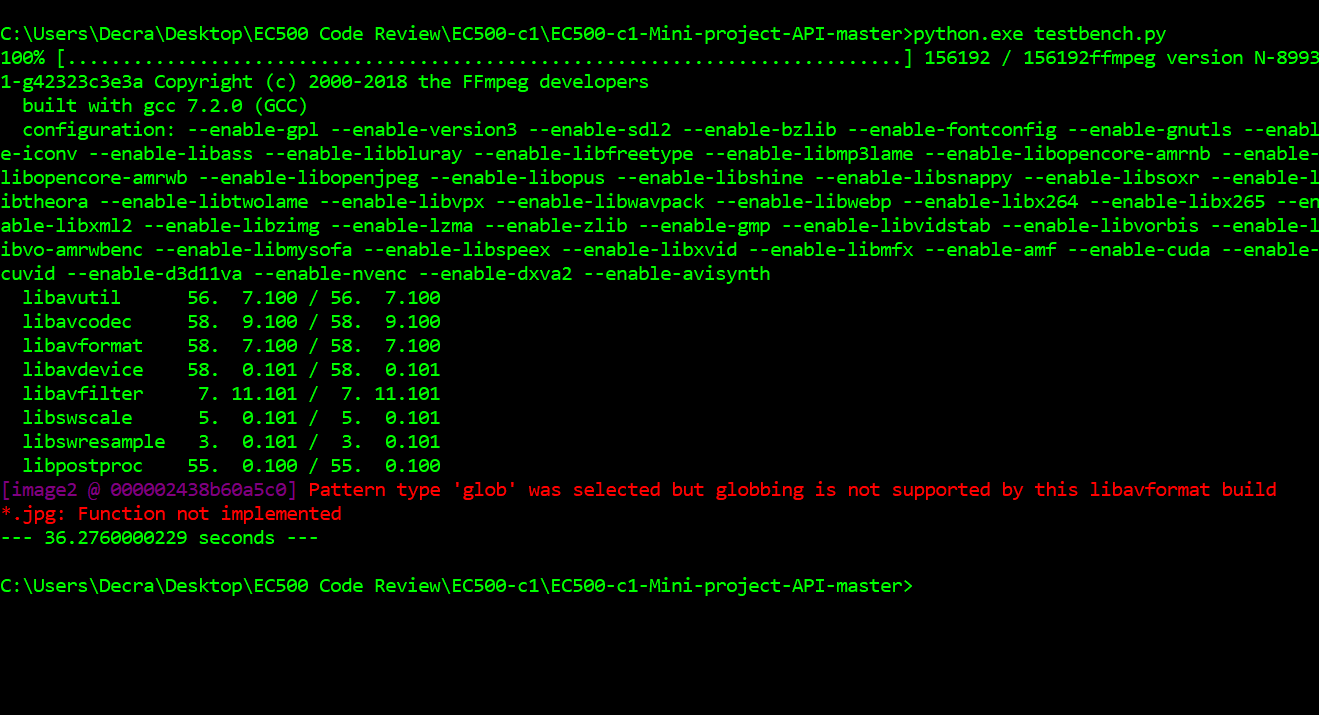 C:\Users\Decra\Desktop\EC500 Code Review\EC500-c1\EC500-c1-Mini-project-API-master>python.exe testbench.py
100% [............................................................................] 156192 / 156192ffmpeg version N-8993
1-g42323c3e3a Copyright (c) 2000-2018 the FFmpeg developers
  built with gcc 7.2.0 (GCC)
  configuration: --enable-gpl --enable-version3 --enable-sdl2 --enable-bzlib --enable-fontconfig --enable-gnutls --enabl
e-iconv --enable-libass --enable-libbluray --enable-libfreetype --enable-libmp3lame --enable-libopencore-amrnb --enable-
libopencore-amrwb --enable-libopenjpeg --enable-libopus --enable-libshine --enable-libsnappy --enable-libsoxr --enable-l
ibtheora --enable-libtwolame --enable-libvpx --enable-libwavpack --enable-libwebp --enable-libx264 --enable-libx265 --en
able-libxml2 --enable-libzimg --enable-lzma --enable-zlib --enable-gmp --enable-libvidstab --enable-libvorbis --enable-l
ibvo-amrwbenc --enable-libmysofa --enable-libspeex --enable-libxvid --enable-libmfx --enable-amf --enable-cuda --enable-
cuvid --enable-d3d11va --enable-nvenc --enable-dxva2 --enable-avisynth
  libavutil      56.  7.100 / 56.  7.100
  libavcodec     58.  9.100 / 58.  9.100
  libavformat    58.  7.100 / 58.  7.100
  libavdevice    58.  0.101 / 58.  0.101
  libavfilter     7. 11.101 /  7. 11.101
  libswscale      5.  0.101 /  5.  0.101
  libswresample   3.  0.101 /  3.  0.101
  libpostproc    55.  0.100 / 55.  0.100
[image2 @ 000002438b60a5c0] Pattern type 'glob' was selected but globbing is not supported by this libavformat build
*.jpg: Function not implemented
--- 36.2760000229 seconds ---
C:\Users\Decra\Desktop\EC500 Code Review\EC500-c1\EC500-c1-Mini-project-API-master>